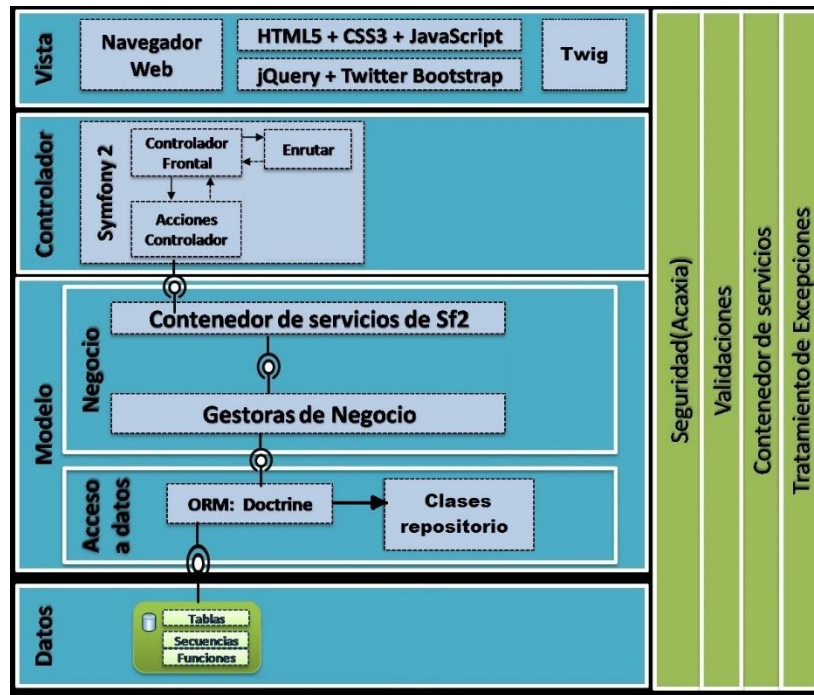 Vista
Navegador
Web
HTML5 + CSS3 + JavaScript
jQuery + Twitter Bootstrap
Twig
Controlador
Symfony 2
Controlador
Frontal
Enrutar
Acciones
Controlador
Modelo
Negocio
Contenedor de servicios de Sf2
Gestoras de Negocio
Acceso
a datos
ORM: Doctrine
Clases
repositorio
Datos
Tablas
Secuencias
Funciones
Seguridad(Acaxia)
Validaciones
Contenedor de servicios
Tratamiento de Excepciones